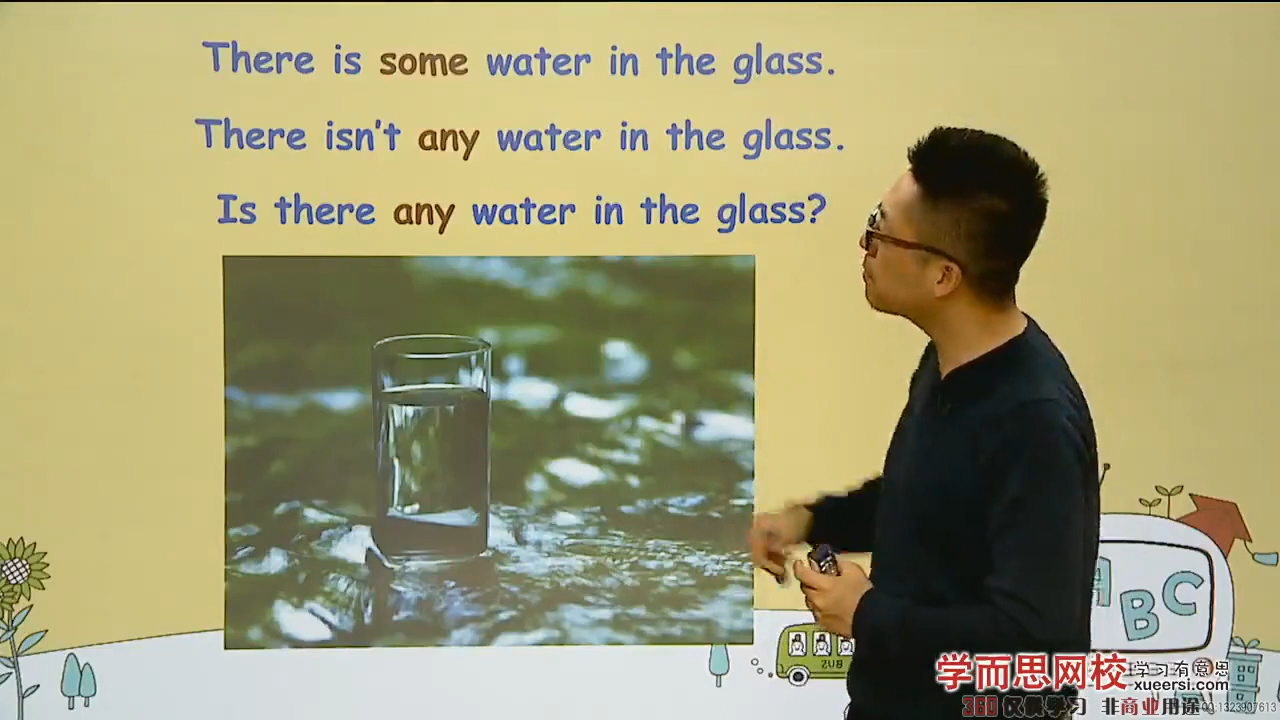 There is some water in the glass.
There isn't any water in the glass.
Is there any water in the glass?
ABC
学而思网校
学习有意思
xueersi.com
360 仅供学习 非商业用途